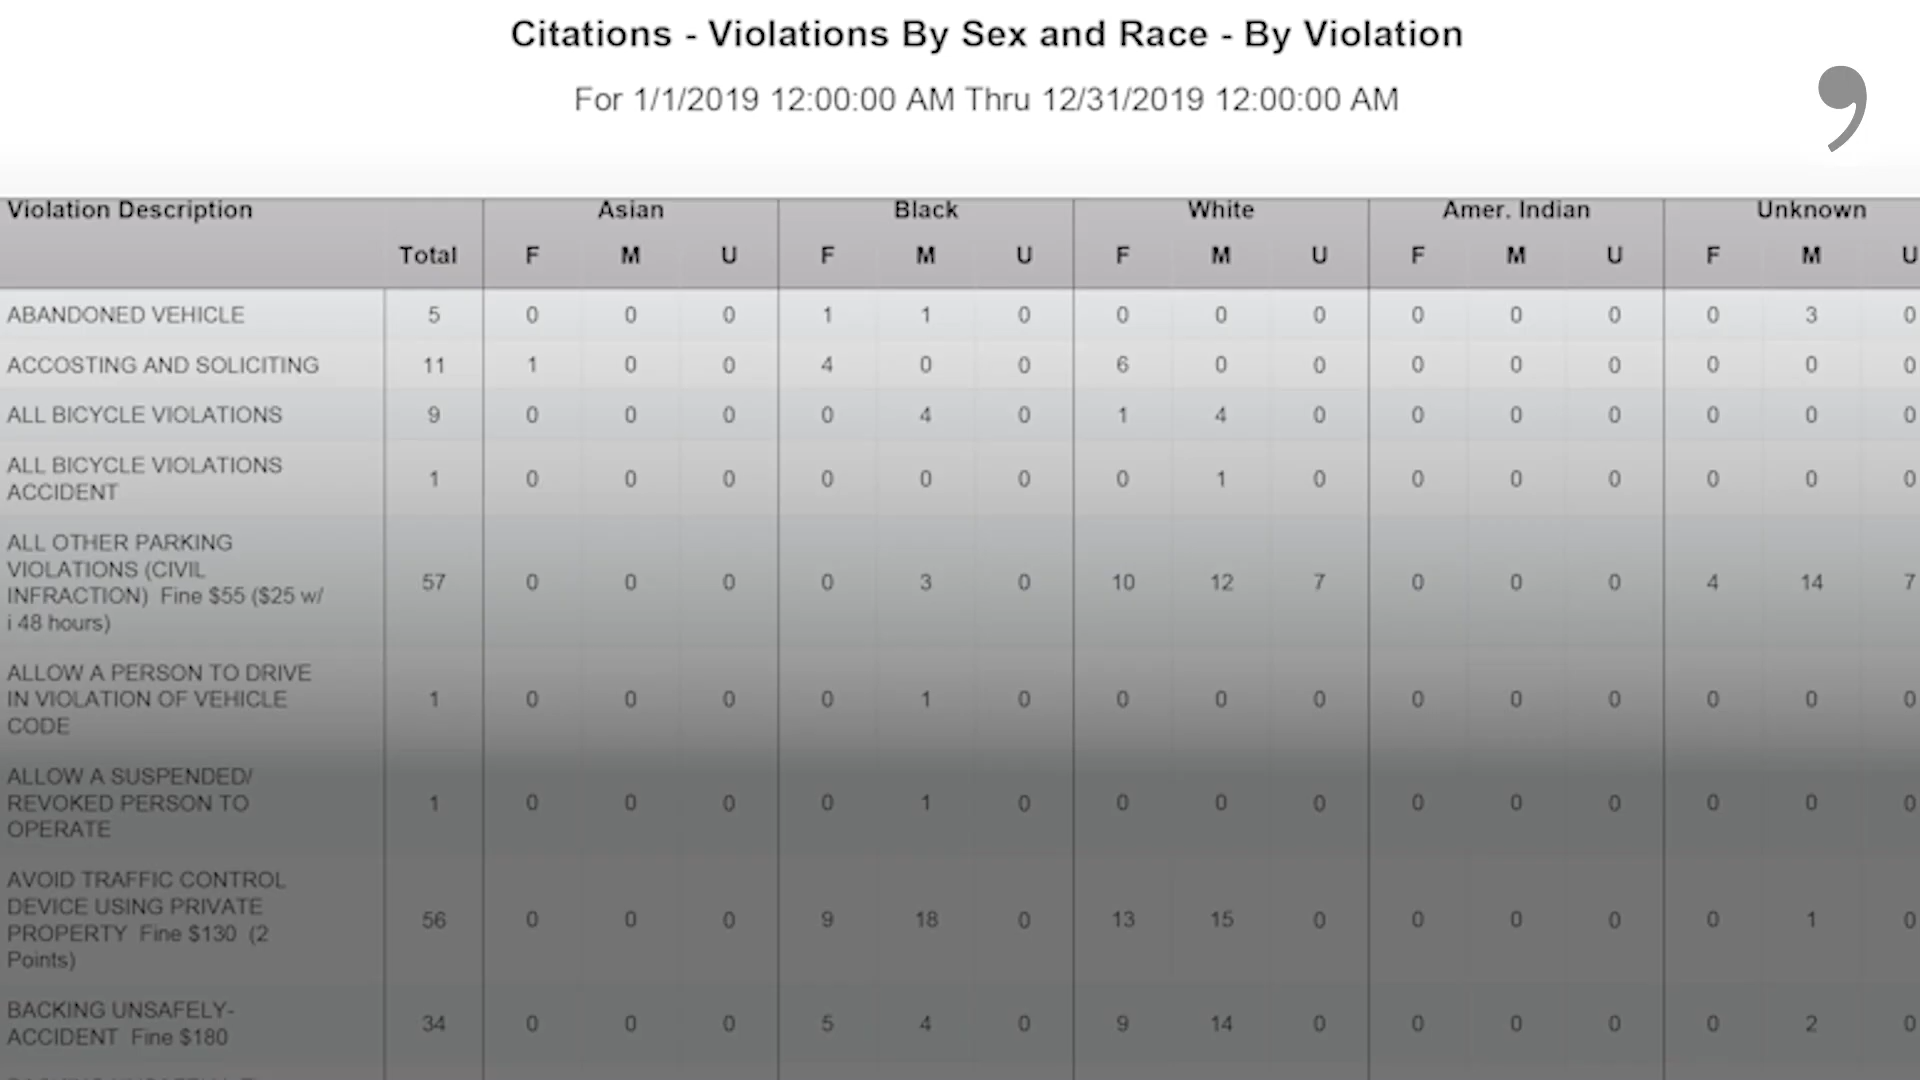 Citations - Violations By Sex and Race - By Violation
For 1/1/2019 12:00:00 AM Thru 12/31/2019 12:00:00 AM
Violation Description Asian Black White Amer. Indian Unknown
Total F M U F M U F M U F M U F M U
ABANDONED VEHICLE 5 0 0 0 1 1 0 0 0 0 0 0 0 0 3 0
ACCOSTING AND SOLICITING 11 1 0 0 4 0 0 6 0 0 0 0 0 0 0 0
ALL BICYCLE VIOLATIONS 9 0 0 0 0 4 0 1 4 0 0 0 0 0 0 0
ALL BICYCLE VIOLATIONS
ACCIDENT 1 0 0 0 0 0 0 0 1 0 0 0 0 0 0 0
ALL OTHER PARKING
VIOLATIONS (CIVIL
INFRACTION) Fine $55 ($25 w/
i 48 hours) 57 0 0 0 0 3 0 10 12 7 0 0 0 4 14 7
ALLOW A PERSON TO DRIVE
IN VIOLATION OF VEHICLE 1 0 0 0 0 1 0 0 0 0 0 0 0 0 0 0
CODE
ALLOW A SUSPENDED/
REVOKED PERSON TO 1 0 0 0 0 1 0 0 0 0 0 0 0 0 0 0
OPERATE
AVOID TRAFFIC CONTROL
DEVICE USING PRIVATE 56 0 0 0 9 18 0 13 15 0 0 0 0 0 1 0
PROPERTY Fine $130 (2
Points)
BACKING UNSAFELY-
ACCIDENT Fine $180 34 0 0 0 5 4 0 9 14 0 0 0 0 0 2 0